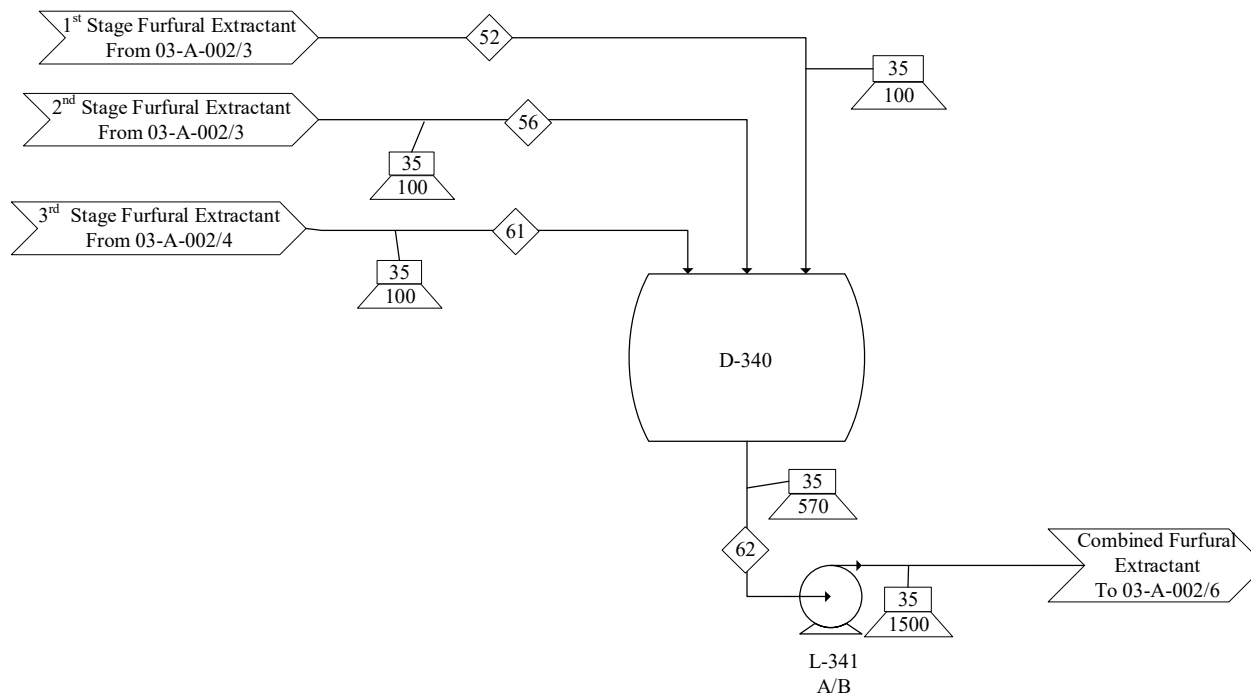 1st Stage Furfural Extractant
From 03-A-002/3
52
35
100
2nd Stage Furfural Extractant
From 03-A-002/3
56
35
100
3rd Stage Furfural Extractant
From 03-A-002/4
61
35
100
D-340
35
570
62
Combined Furfural
Extractant
To 03-A-002/6
35
1500
L-341
A/B